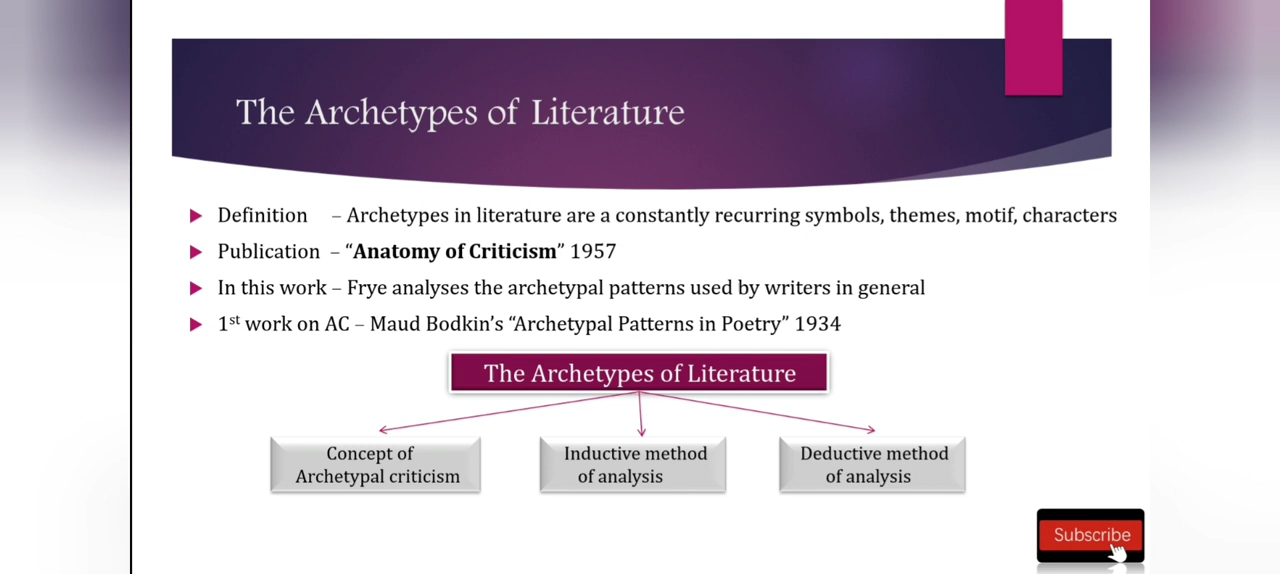 The Archetypes of Literature
Definition – Archetypes in literature are a constantly recurring symbols, themes, motif, characters
Publication – “Anatomy of Criticism” 1957
In this work – Frye analyses the archetypal patterns used by writers in general
1st work on AC – Maud Bodkin’s “Archetypal Patterns in Poetry” 1934
The Archetypes of Literature
Concept of
Archetypal criticism
Inductive method
of analysis
Deductive method
of analysis
Subscribe